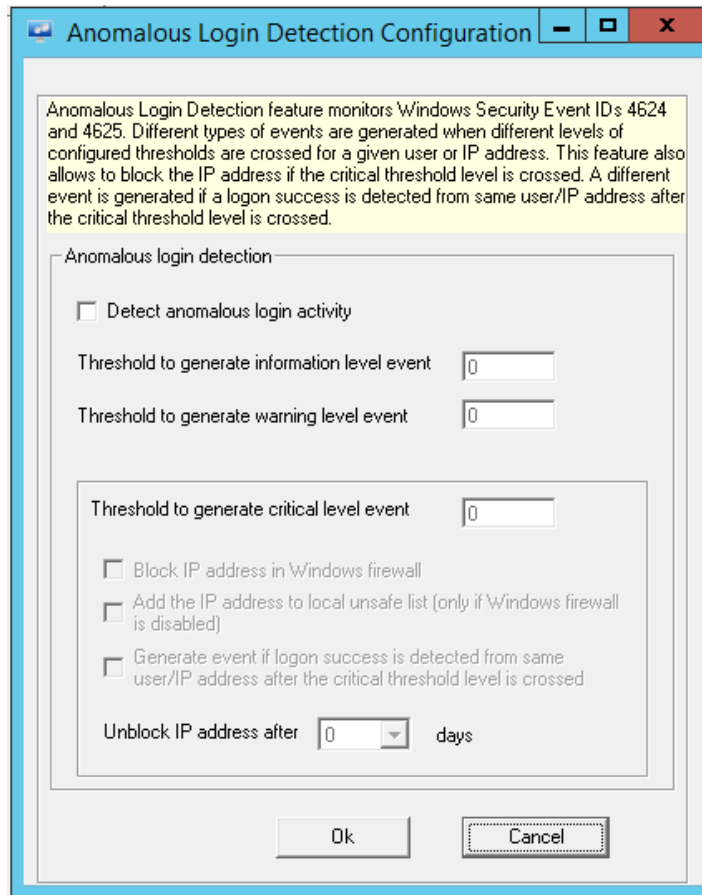 Anomalous Login Detection Configuration
Anomalous Login Detection feature monitors Windows Security Event IDs 4624
and 4625. Different types of events are generated when different levels of
configured thresholds are crossed for a given user or IP address. This feature also
allows to block the IP address if the critical threshold level is crossed. A different
event is generated if a logon success is detected from same user/IP address after
the critical threshold level is crossed.
Anomalous login detection
Detect anomalous login activity
Threshold to generate information level event 0
Threshold to generate warning level event 0
Threshold to generate critical level event 0
Block IP address in Windows firewall
Add the IP address to local unsafe list (only if Windows firewall
is disabled)
Generate event if logon success is detected from same
user/IP address after the critical threshold level is crossed
Unblock IP address after 0 days
Ok Cancel